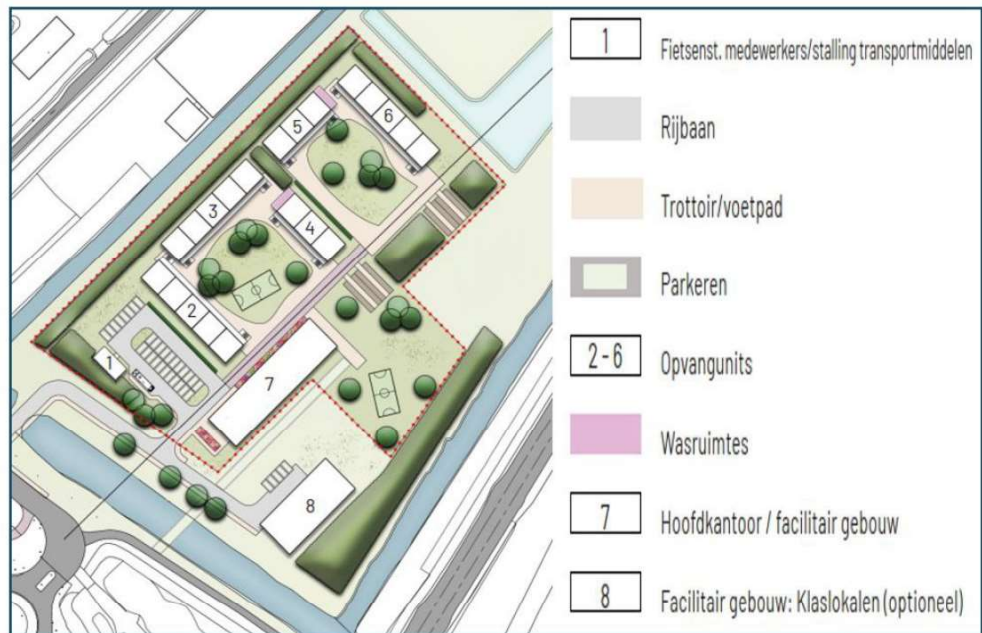 6
5
3
4
2
1
7
8
1 Fietsenst. medewerkers/stalling transportmiddelen
Rijbaan
Trottoir/voetpad
Parkeren
2 - 6 Opvangunits
Wasruimtes
7 Hoofdkantoor / facilitair gebouw
8 Facilitair gebouw: Klaslokalen (optioneel)